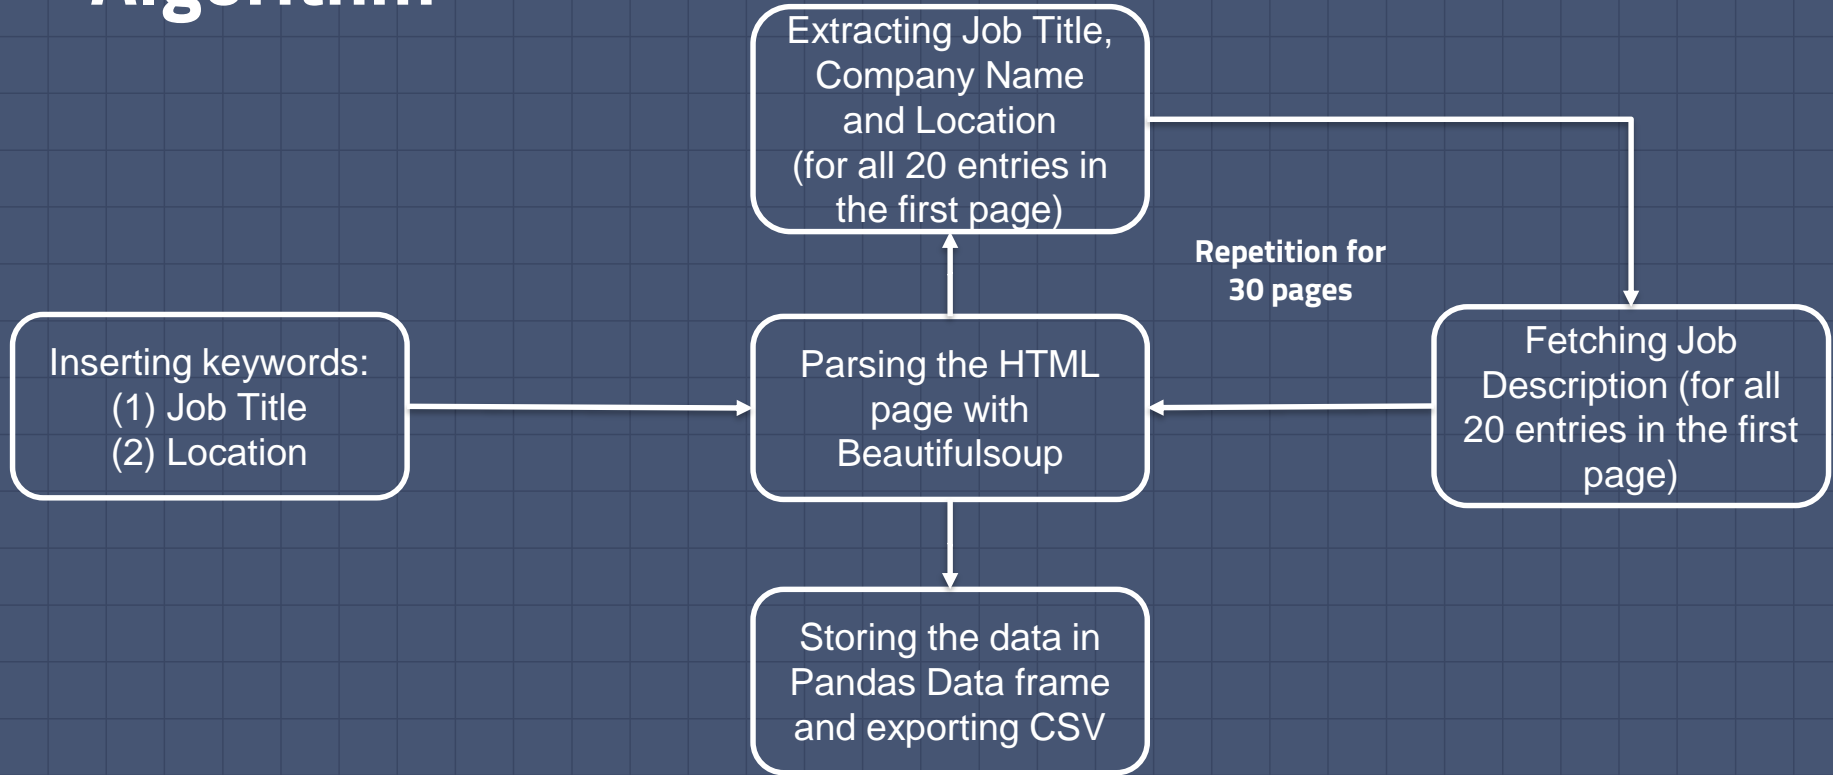 Algorithm
Extracting Job Title,
Company Name
and Location
(for all 20 entries in
the first page)
Repetition for
30 pages
Inserting keywords:
(1) Job Title
(2) Location
Parsing the HTML
page with
Beautifulsoup
Fetching Job
Description (for all
20 entries in the first
page)
Storing the data in
Pandas Data frame
and exporting CSV